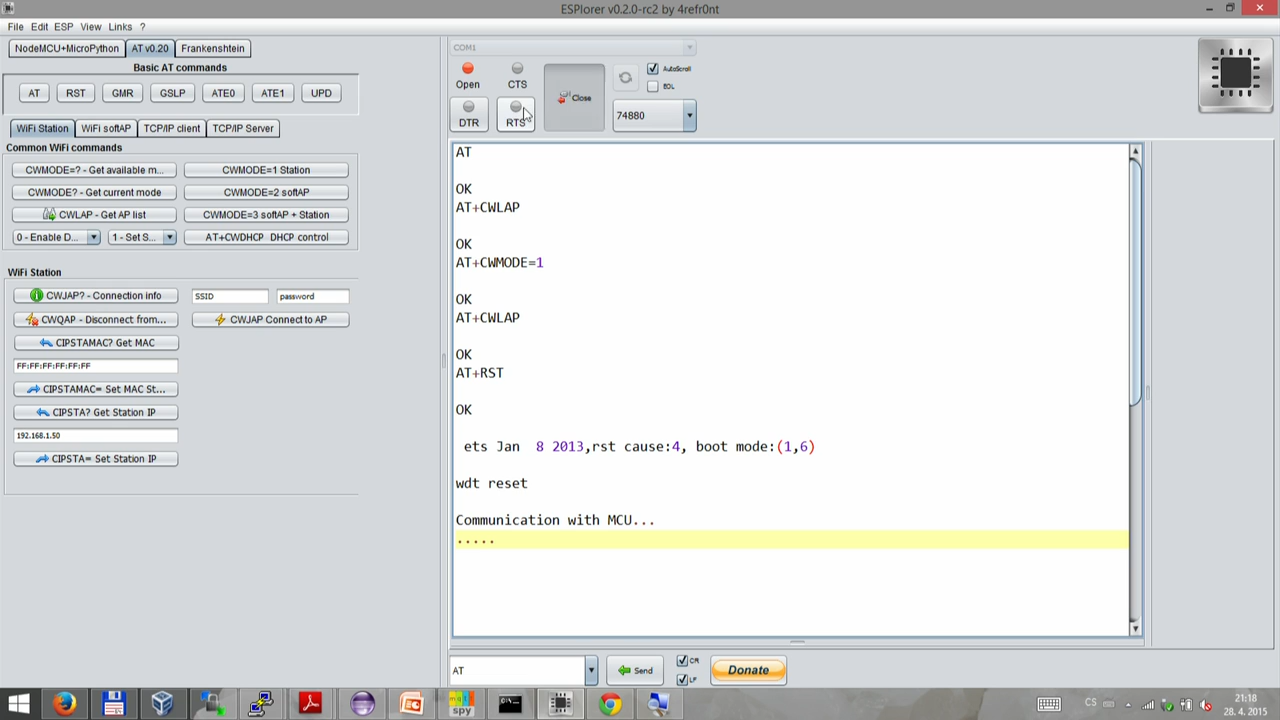 ESPlorer v0.2.0-rc2 by 4refr0nt
File Edit ESP View Links ?
NodeMCU+MicroPython AT v0.20 Frankenshtein
Basic AT commands
AT RST GMR GSLP ATE0 ATE1 UPD
WiFi Station WiFi softAP TCP/IP client TCP/IP Server
Common WiFi commands
CWMODE=? - Get available m... CWMODE=1 Station
CWMODE? - Get current mode CWMODE=2 softAP
CWLAP - Get AP list CWMODE=3 softAP + Station
0 - Enable D... 1 - Set S... AT+CWDHCP DHCP control
WiFi Station
CWJAP? - Connection info SSID password
CWQAP - Disconnect from... CWJAP Connect to AP
CIPSTAMAC? Get MAC
FF:FF:FF:FF:FF:FF
CIPSTAMAC= Set MAC St...
CIPSTA? Get Station IP
192.168.1.50
CIPSTA= Set Station IP
COM1
Open CTS Close AutoScroll
EOL
DTR RTS 74880
AT
OK
AT+CWLAP
OK
AT+CWMODE=1
OK
AT+CWLAP
OK
AT+RST
OK
ets Jan 8 2013,rst cause:4, boot mode:(1,6)
wdt reset
Communication with MCU...
.....
AT Send CR LF Donate
spy
CS
21:18
28. 4. 2015